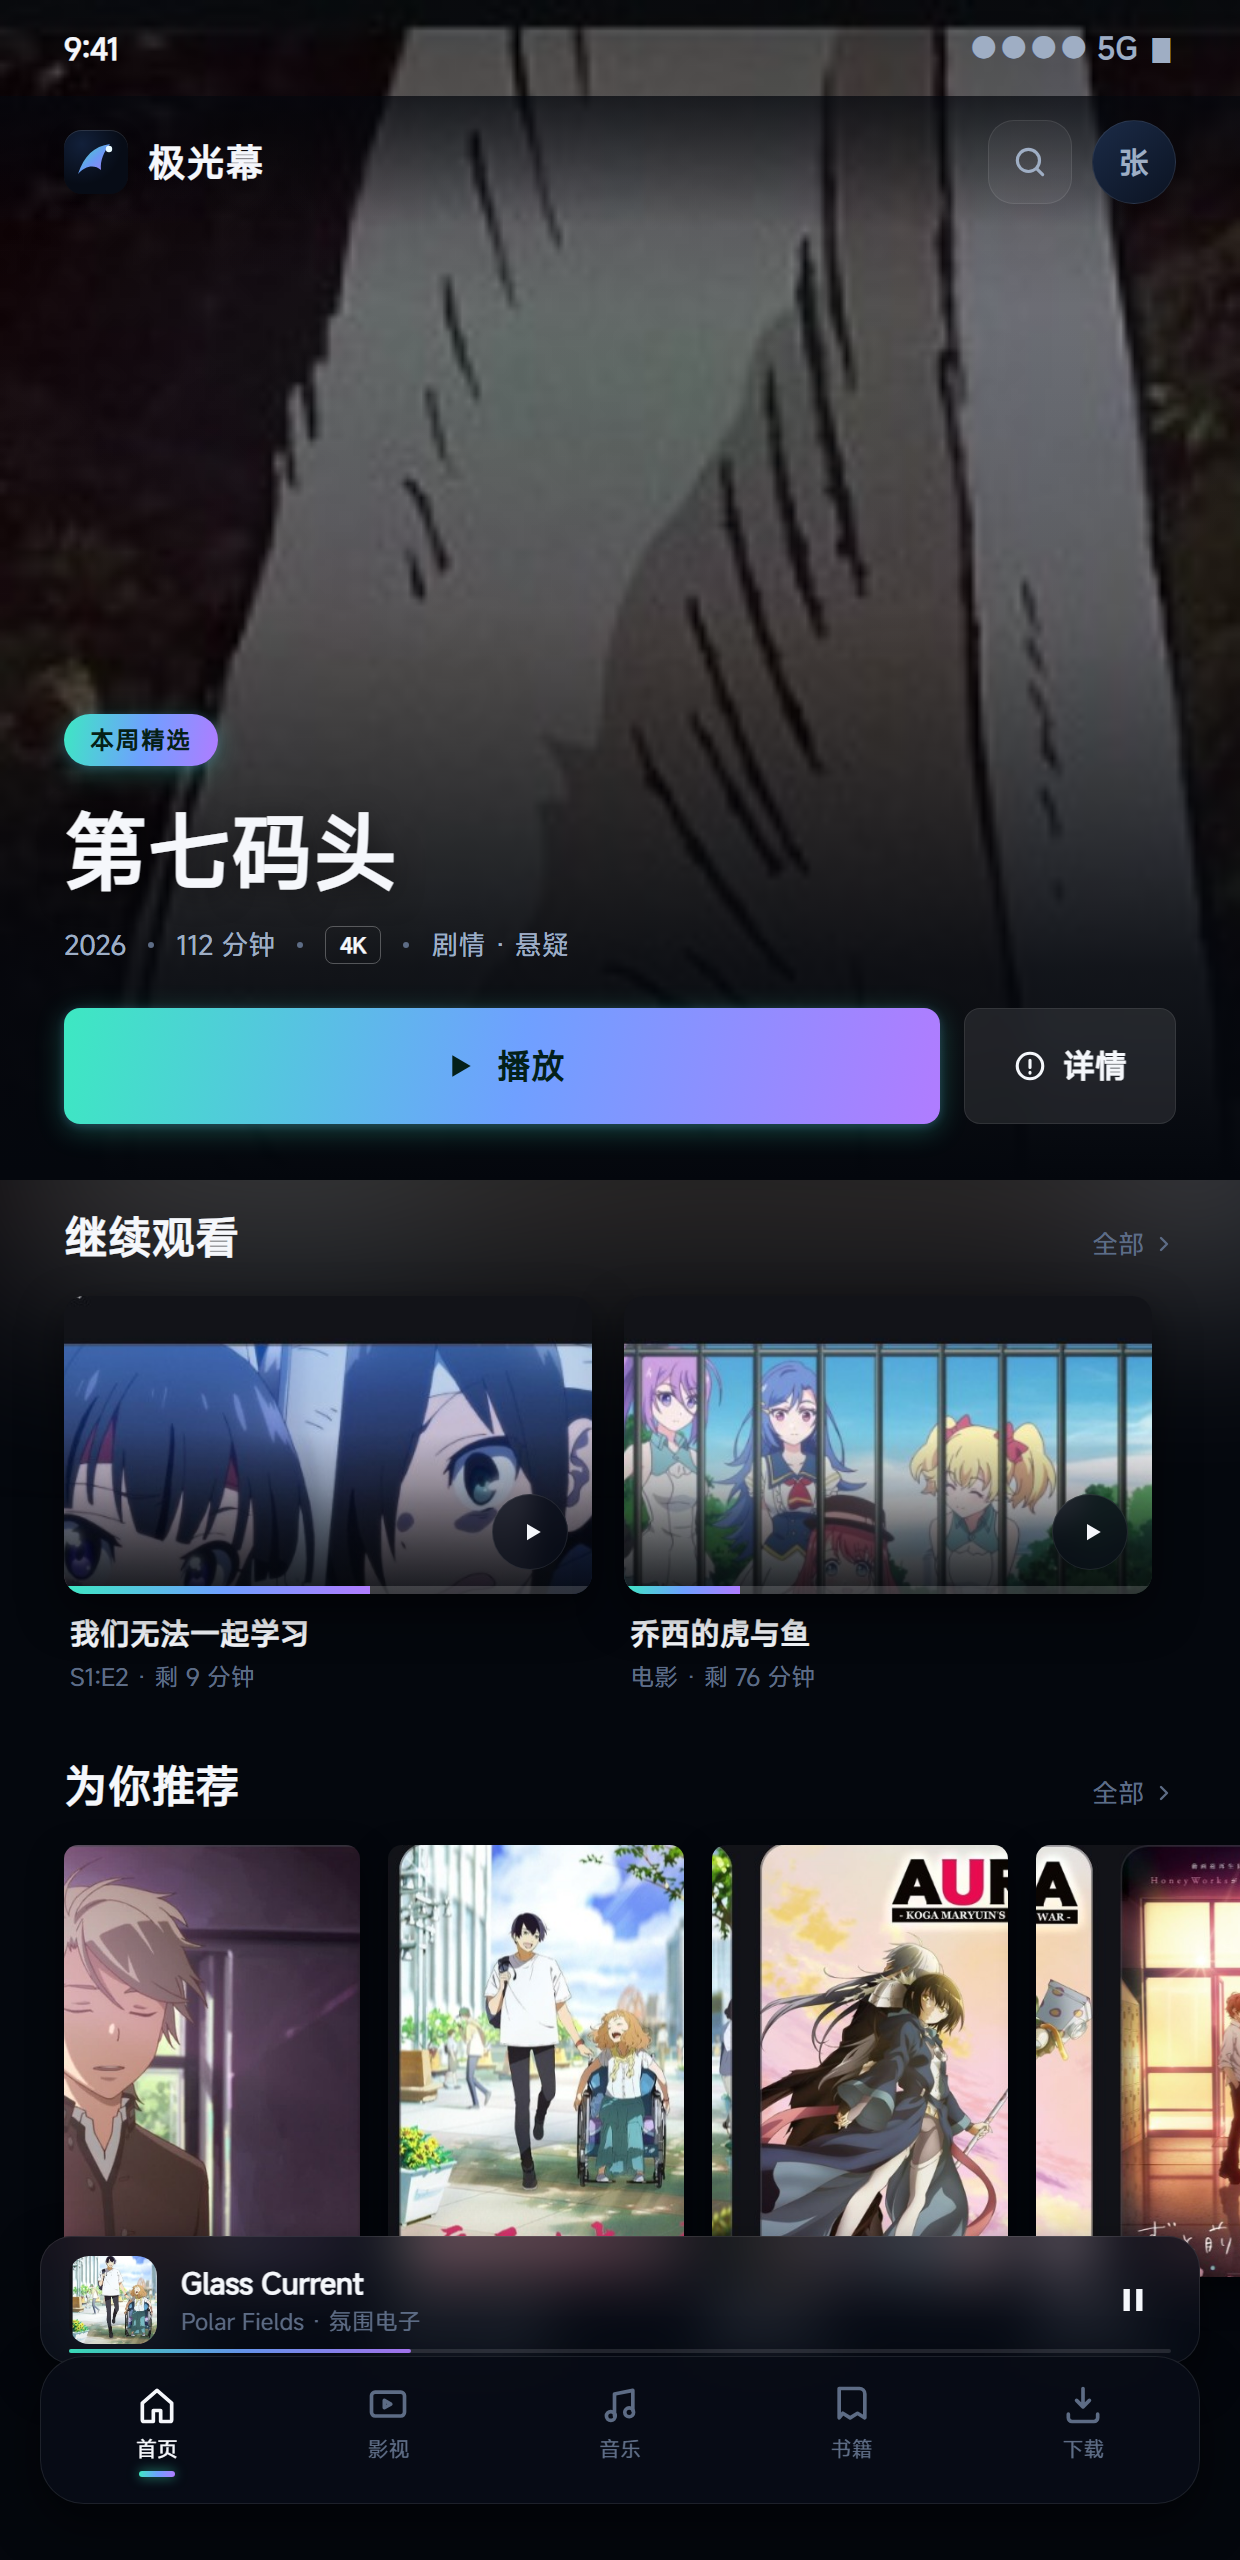 9:41
5G
极光幕
张
本周精选
第七码头
2026 • 112 分钟 • 4K • 剧情 · 悬疑
播放
详情
继续观看
全部
我们无法一起学习
S1:E2 · 剩 9 分钟
乔西的虎与鱼
电影 · 剩 76 分钟
为你推荐
全部
AUR
- KOGA MARYUIN'S
RA
WAR -
HoneyWorks
Glass Current
Polar Fields · 氛围电子
首页
影视
音乐
书籍
下载